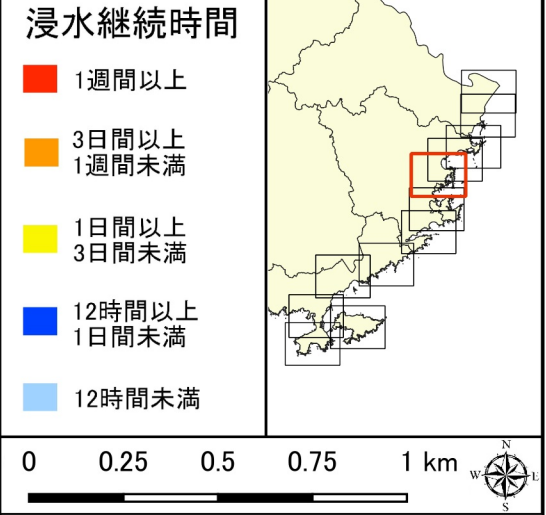 浸水継続時間
1週間以上
3日間以上
1週間未満
1日間以上
3日間未満
12時間以上
1日間未満
12時間未満
0 0.25 0.5 0.75 1 km
N
W E
S